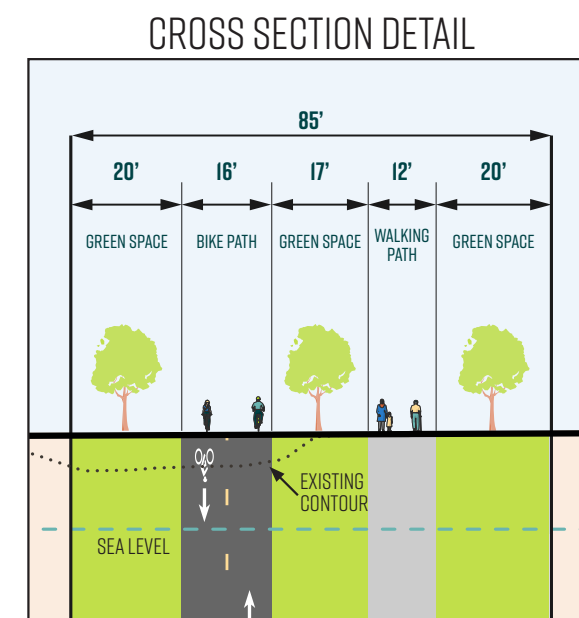 CROSS SECTION DETAIL
85’
20’ 16’ 17’ 12’ 20’
GREEN SPACE BIKE PATH GREEN SPACE WALKING PATH GREEN SPACE
EXISTING
CONTOUR
SEA LEVEL